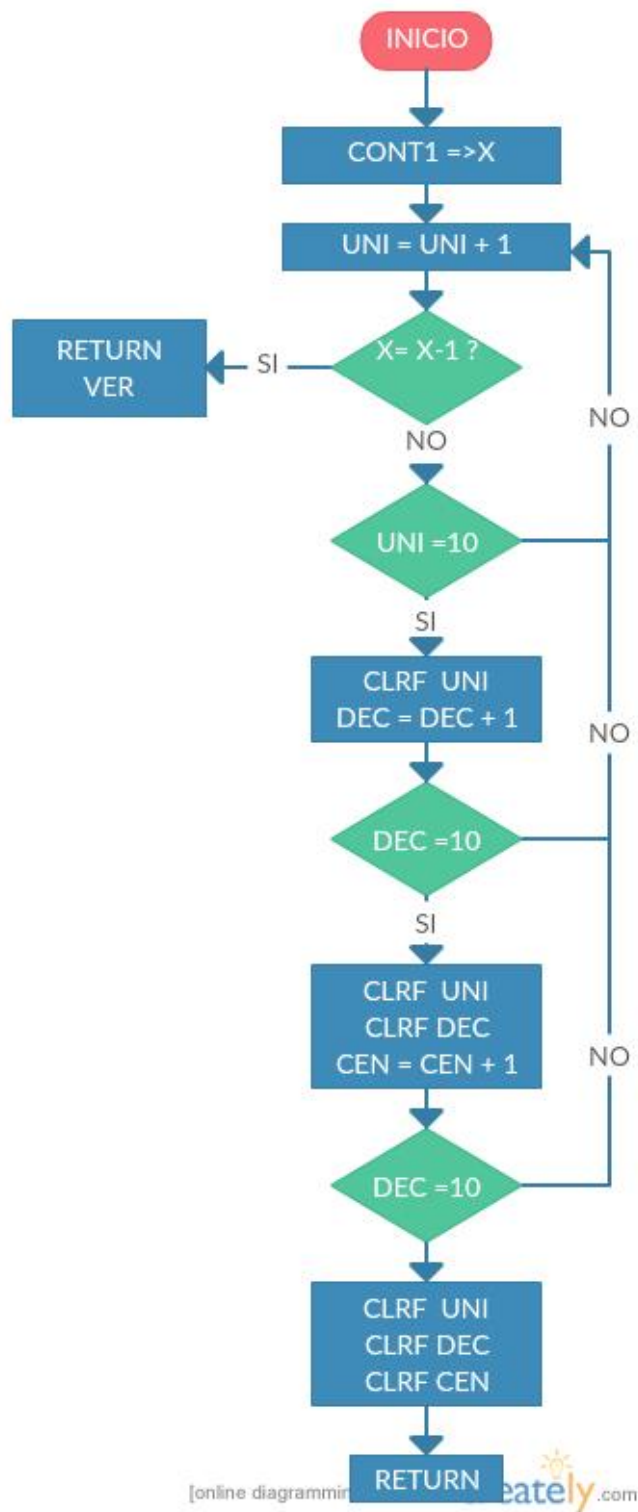 INICIO
CONT1 =>X
UNI = UNI + 1
RETURN
VER
SI
X= X-1 ?
NO
NO
UNI =10
SI
CLRF UNI
DEC = DEC + 1
NO
DEC =10
SI
CLRF UNI
CLRF DEC
CEN = CEN + 1
NO
DEC =10
CLRF UNI
CLRF DEC
CLRF CEN
RETURN
[online
.com